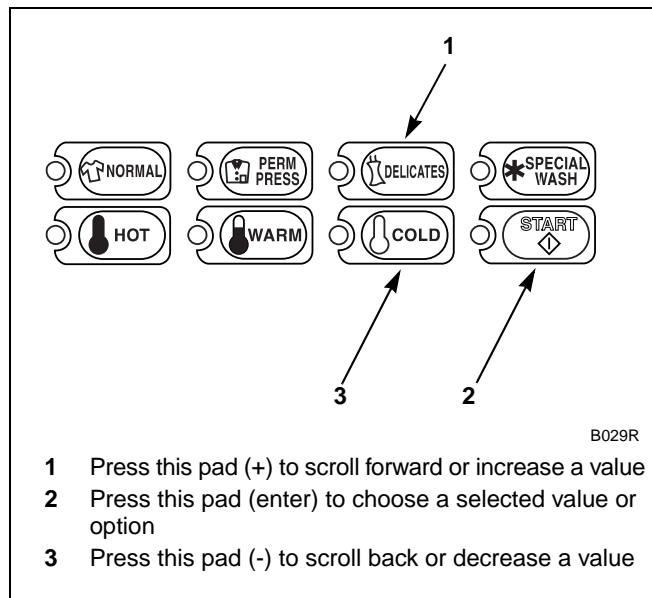 1
NORMAL
PERM
PRESS
DELICATES
SPECIAL
WASH
HOT
WARM
COLD
START
3
2
B029R
1 Press this pad (+) to scroll forward or increase a value
2 Press this pad (enter) to choose a selected value or
option
3 Press this pad (-) to scroll back or decrease a value